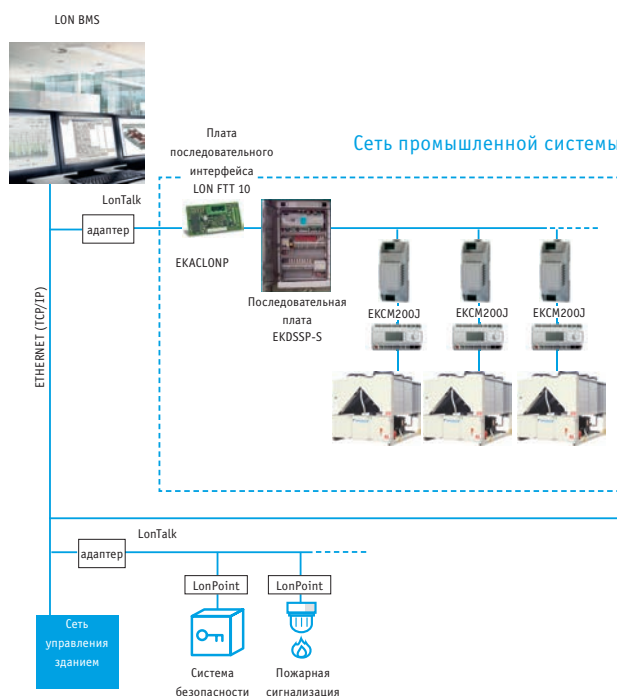 LON BMS
Плата
последовательного
интерфейса
LON FTT 10
Сеть промышленной системы
LonTalk
адаптер
EKACLONP
Последовательная
плата
EKDSSP-S
EKCM200J
EKCM200J
EKCM200J
ETHERNET (TCP/IP)
LonTalk
адаптер
LonPoint
LonPoint
Сеть
управления
зданием
Система
безопасности
Пожарная
сигнализация